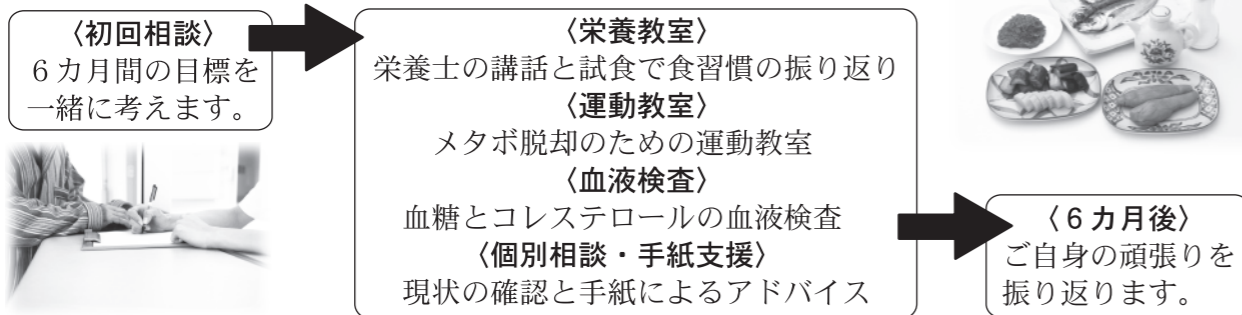 〈初回相談〉
6カ月間の目標を
一緒に考えます。
〈栄養教室〉
栄養士の講話と試食で食習慣の振り返り
〈運動教室〉
メタボ脱却のための運動教室
〈血液検査〉
血糖とコレステロールの血液検査
〈個別相談・手紙支援〉
現状の確認と手紙によるアドバイス
〈6カ月後〉
ご自身の頑張りを
振り返ります。